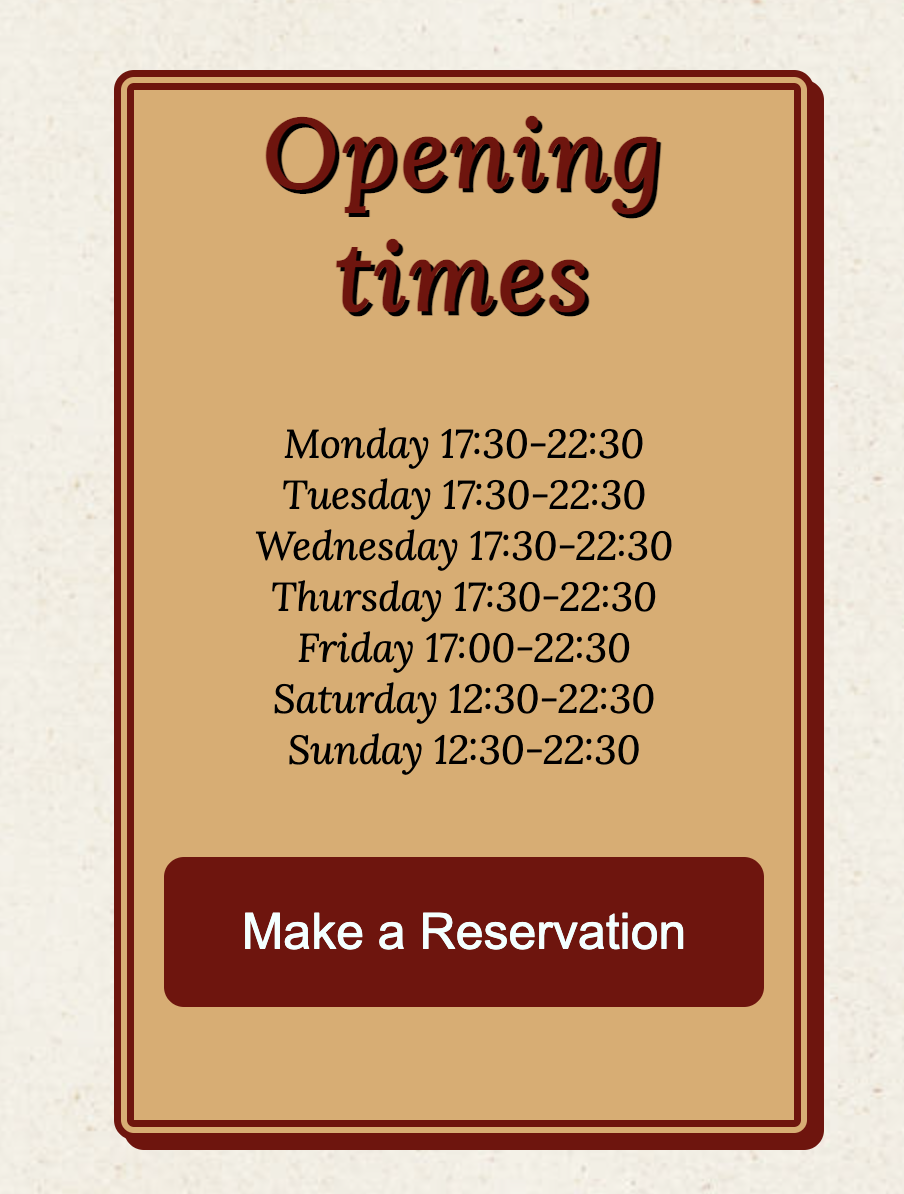 Opening
times
Monday 17:30-22:30
Tuesday 17:30-22:30
Wednesday 17:30-22:30
Thursday 17:30-22:30
Friday 17:00-22:30
Saturday 12:30-22:30
Sunday 12:30-22:30
Make a Reservation